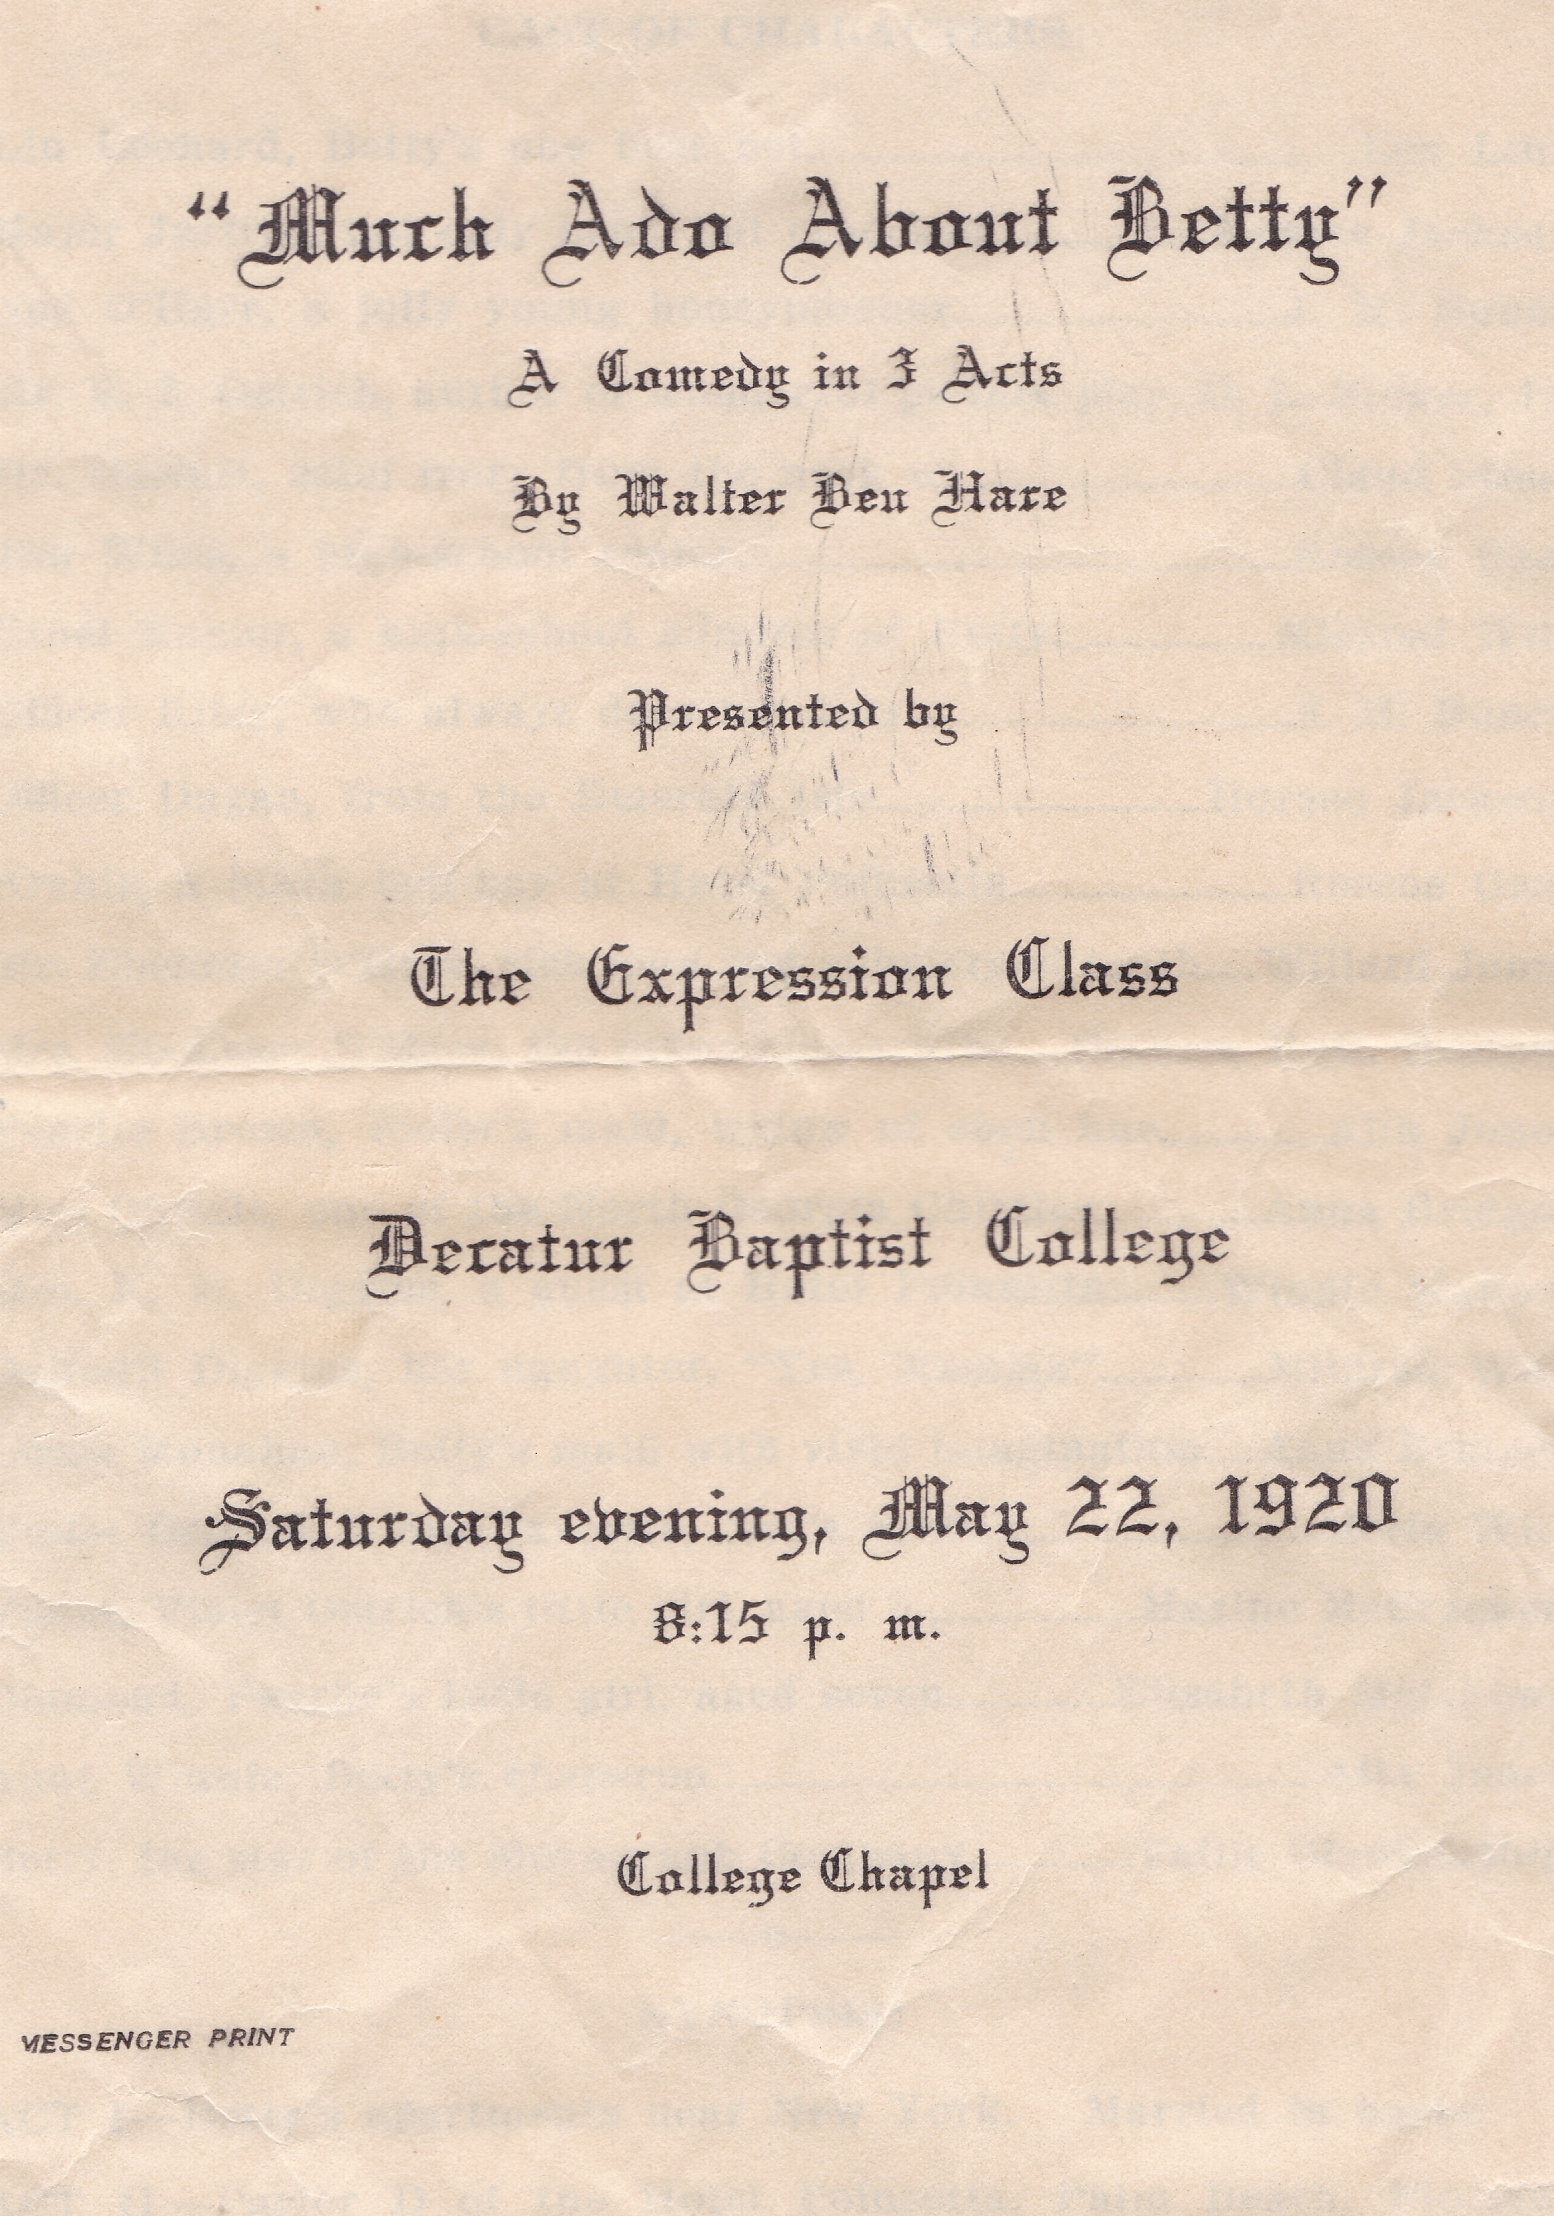 “Much Ado About Betty”
A Comedy in 3 Acts
By Walter Ben Hare
Presented by
The Expression Class
Decatur Baptist College
Saturday evening, May 22, 1920
8:15 p. m.
College Chapel
MESSENGER PRINT